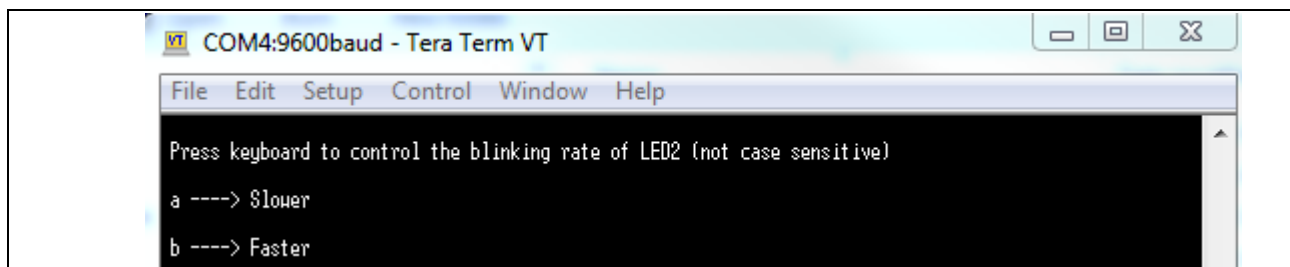 COM4:9600baud - Tera Term VT
File Edit Setup Control Window Help
Press keyboard to control the blinking rate of LED2 (not case sensitive)
a ----> Slower
b ----> Faster